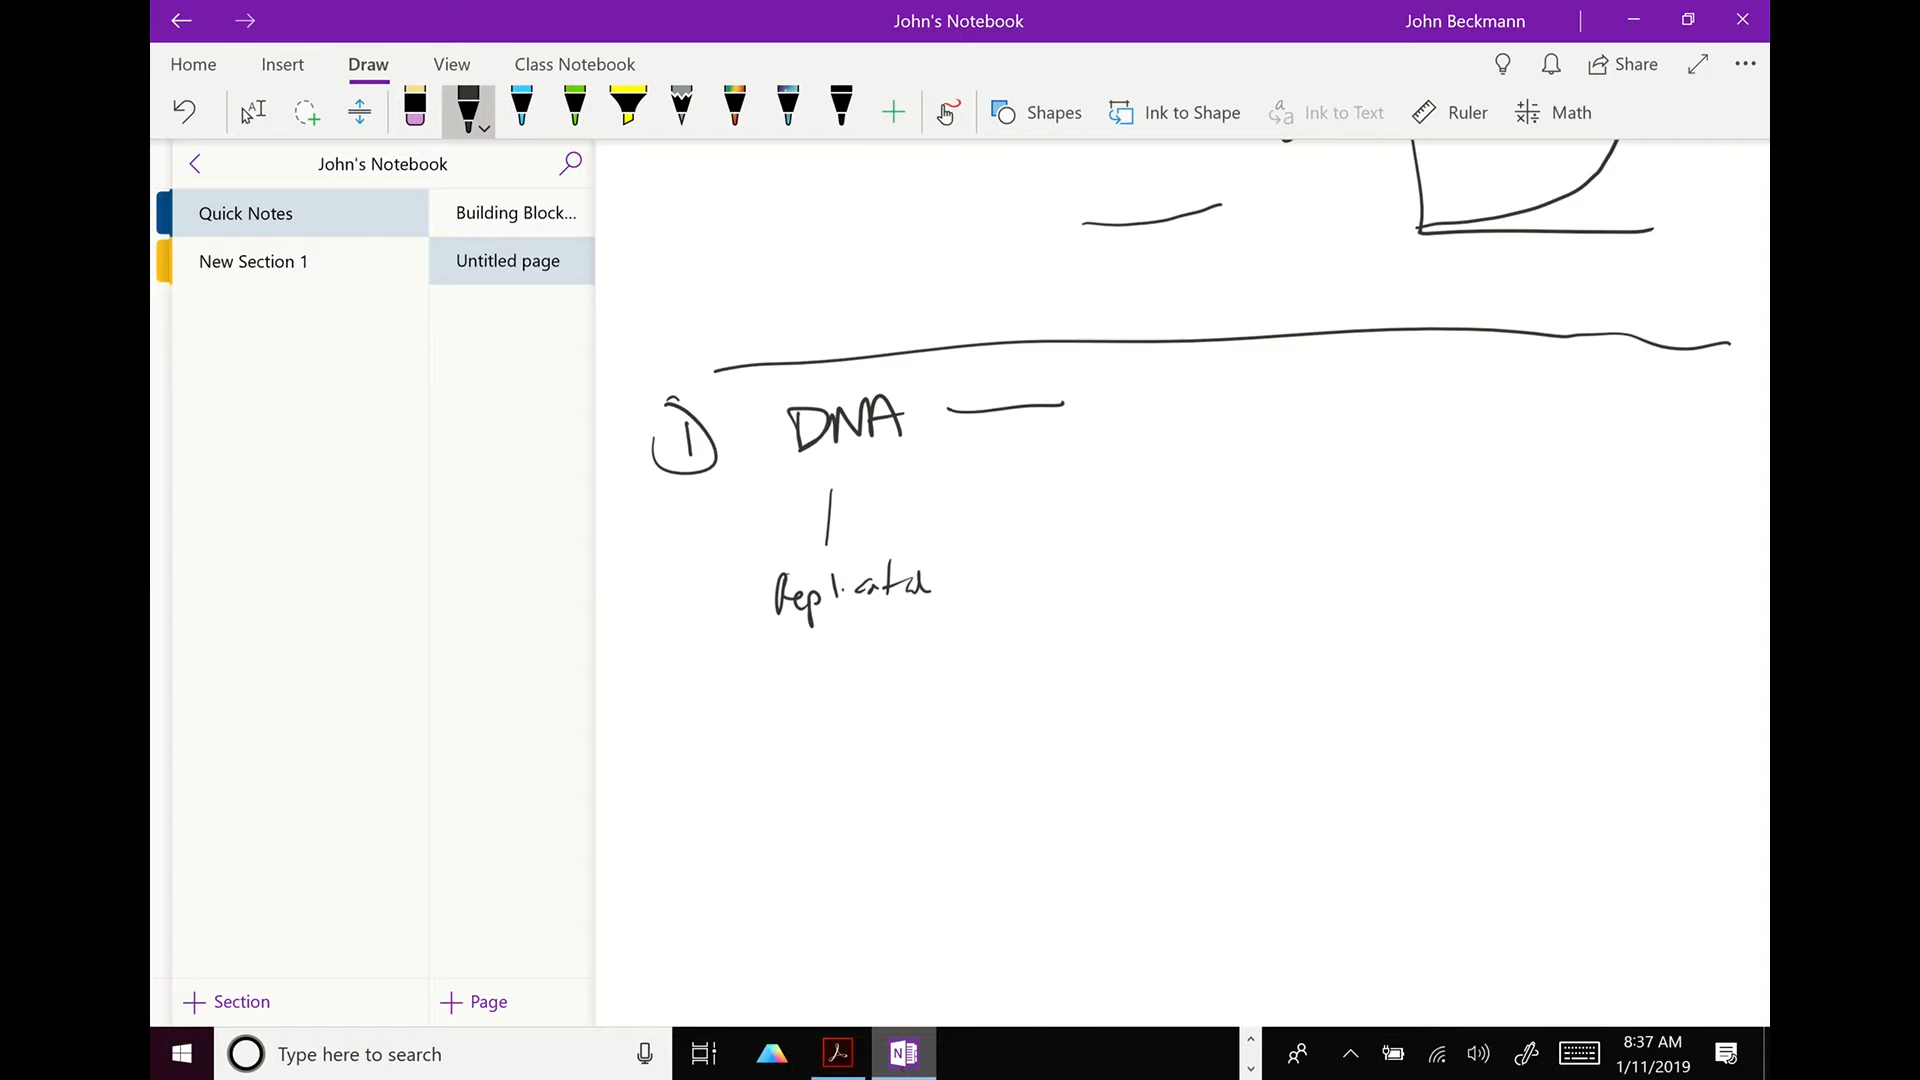 John's Notebook
John Beckmann
Home Insert Draw View Class Notebook
Share
Shapes Ink to Shape Ink to Text Ruler Math
John's Notebook
Quick Notes
Building Block...
New Section 1
Untitled page
① DNA
Replicated
Section
Page
Type here to search
8:37 AM
1/11/2019